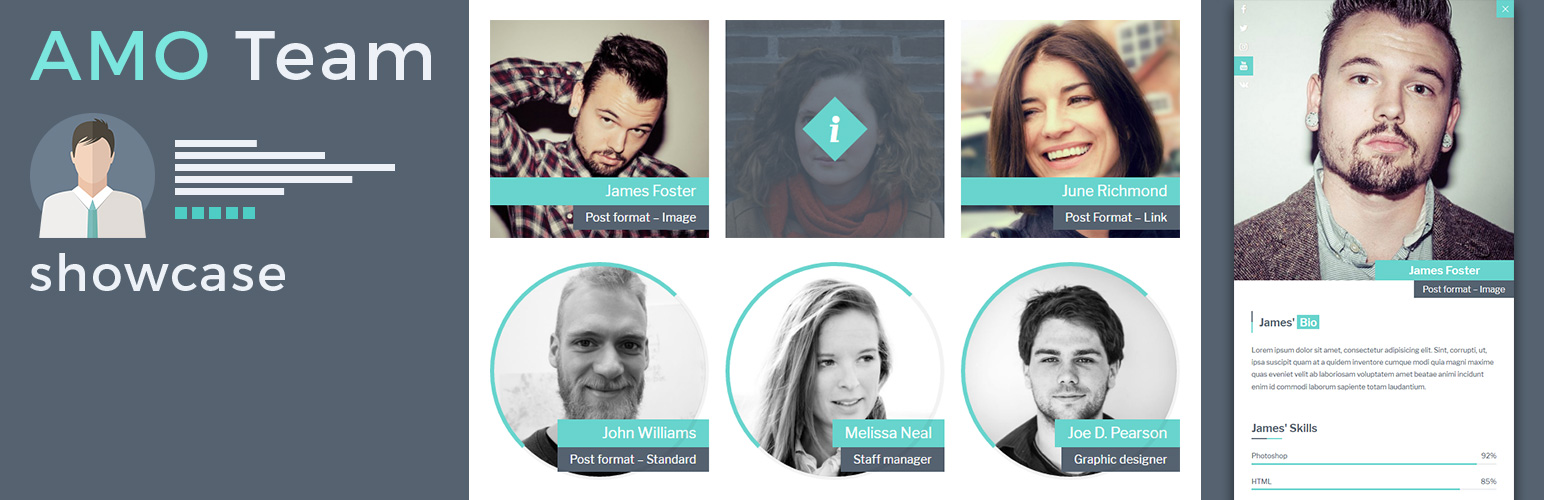 AMO Team
showcase
James Foster
Post format – Image
i
June Richmond
Post Format – Link
John Williams
Post format – Standard
Melissa Neal
Staff manager
Joe D. Pearson
Graphic designer
James Foster
Post format – Image
James' Bio
Lorem ipsum dolor sit amet, consectetur adipisicing elit. Sint, corrupti, ut,
ipsa suscipit quam at a quidem inventore cumque modi quia magni maxime
quas eveniet velit ab laboriosam voluptatem amet beatae animi incidunt
enim id commodi laborum sapiente totam laudantium.
James' Skills
Photoshop 92%
HTML 85%